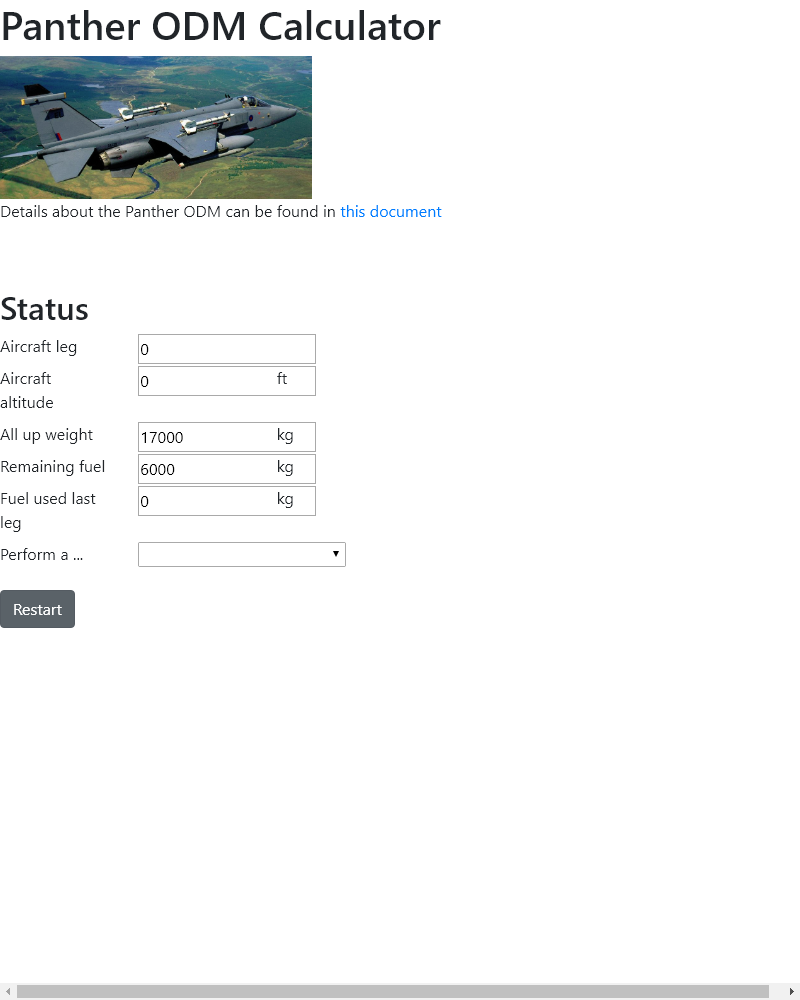 Panther ODM Calculator
Details about the Panther ODM can be found in this document
Status
Aircraft leg 0
Aircraft altitude 0 ft
All up weight 17000 kg
Remaining fuel 6000 kg
Fuel used last leg 0 kg
Perform a ...
Restart